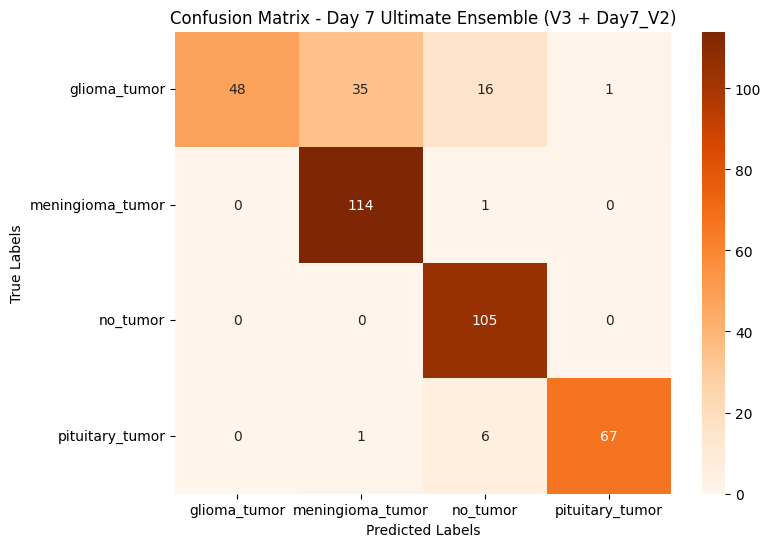 Confusion Matrix - Day 7 Ultimate Ensemble (V3 + Day7_V2)
glioma_tumor 48 35 16 1
meningioma_tumor 0 114 1 0
no_tumor 0 0 105 0
pituitary_tumor 0 1 6 67
glioma_tumor meningioma_tumor no_tumor pituitary_tumor
Predicted Labels
True Labels
100
80
60
40
20
0